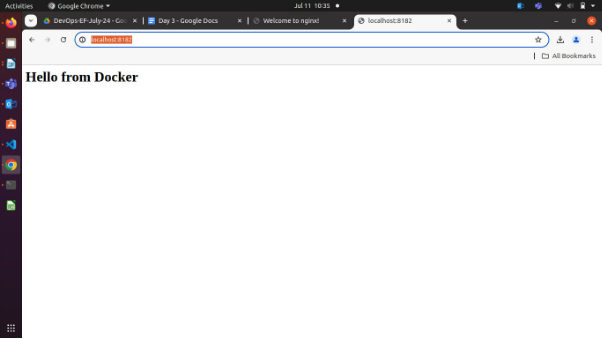 Activities Google Chrome Jul 11 10:35
DevOps-EF-July-24 - Goo Day 3 - Google Docs Welcome to nginx! localhost:8182
localhost:8182
All Bookmarks
Hello from Docker